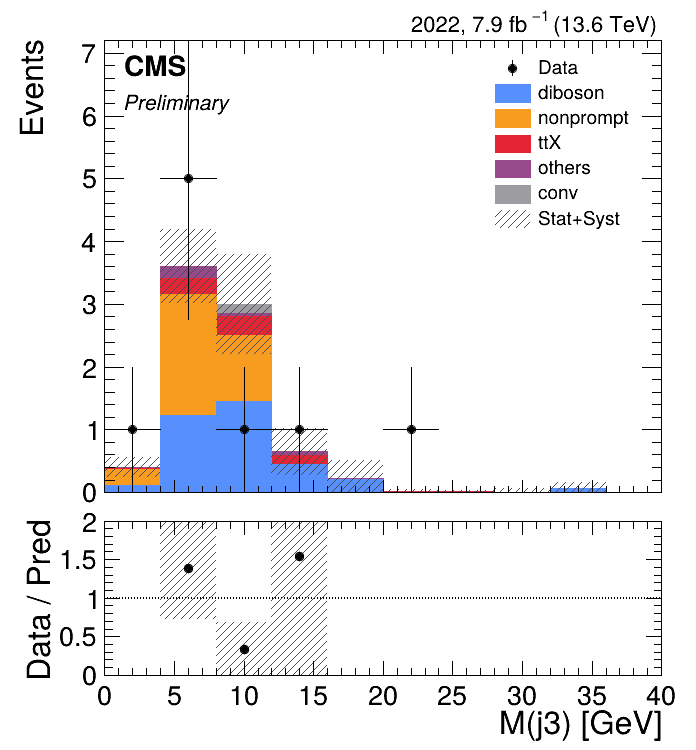 2022, 7.9 fb⁻¹ (13.6 TeV)
Events
7
6
5
4
3
2
1
0
CMS
Preliminary
Data
diboson
nonprompt
ttX
others
conv
Stat+Syst
Data / Pred
2
1.5
1
0.5
0
0 5 10 15 20 25 30 35 40
M(j3) [GeV]